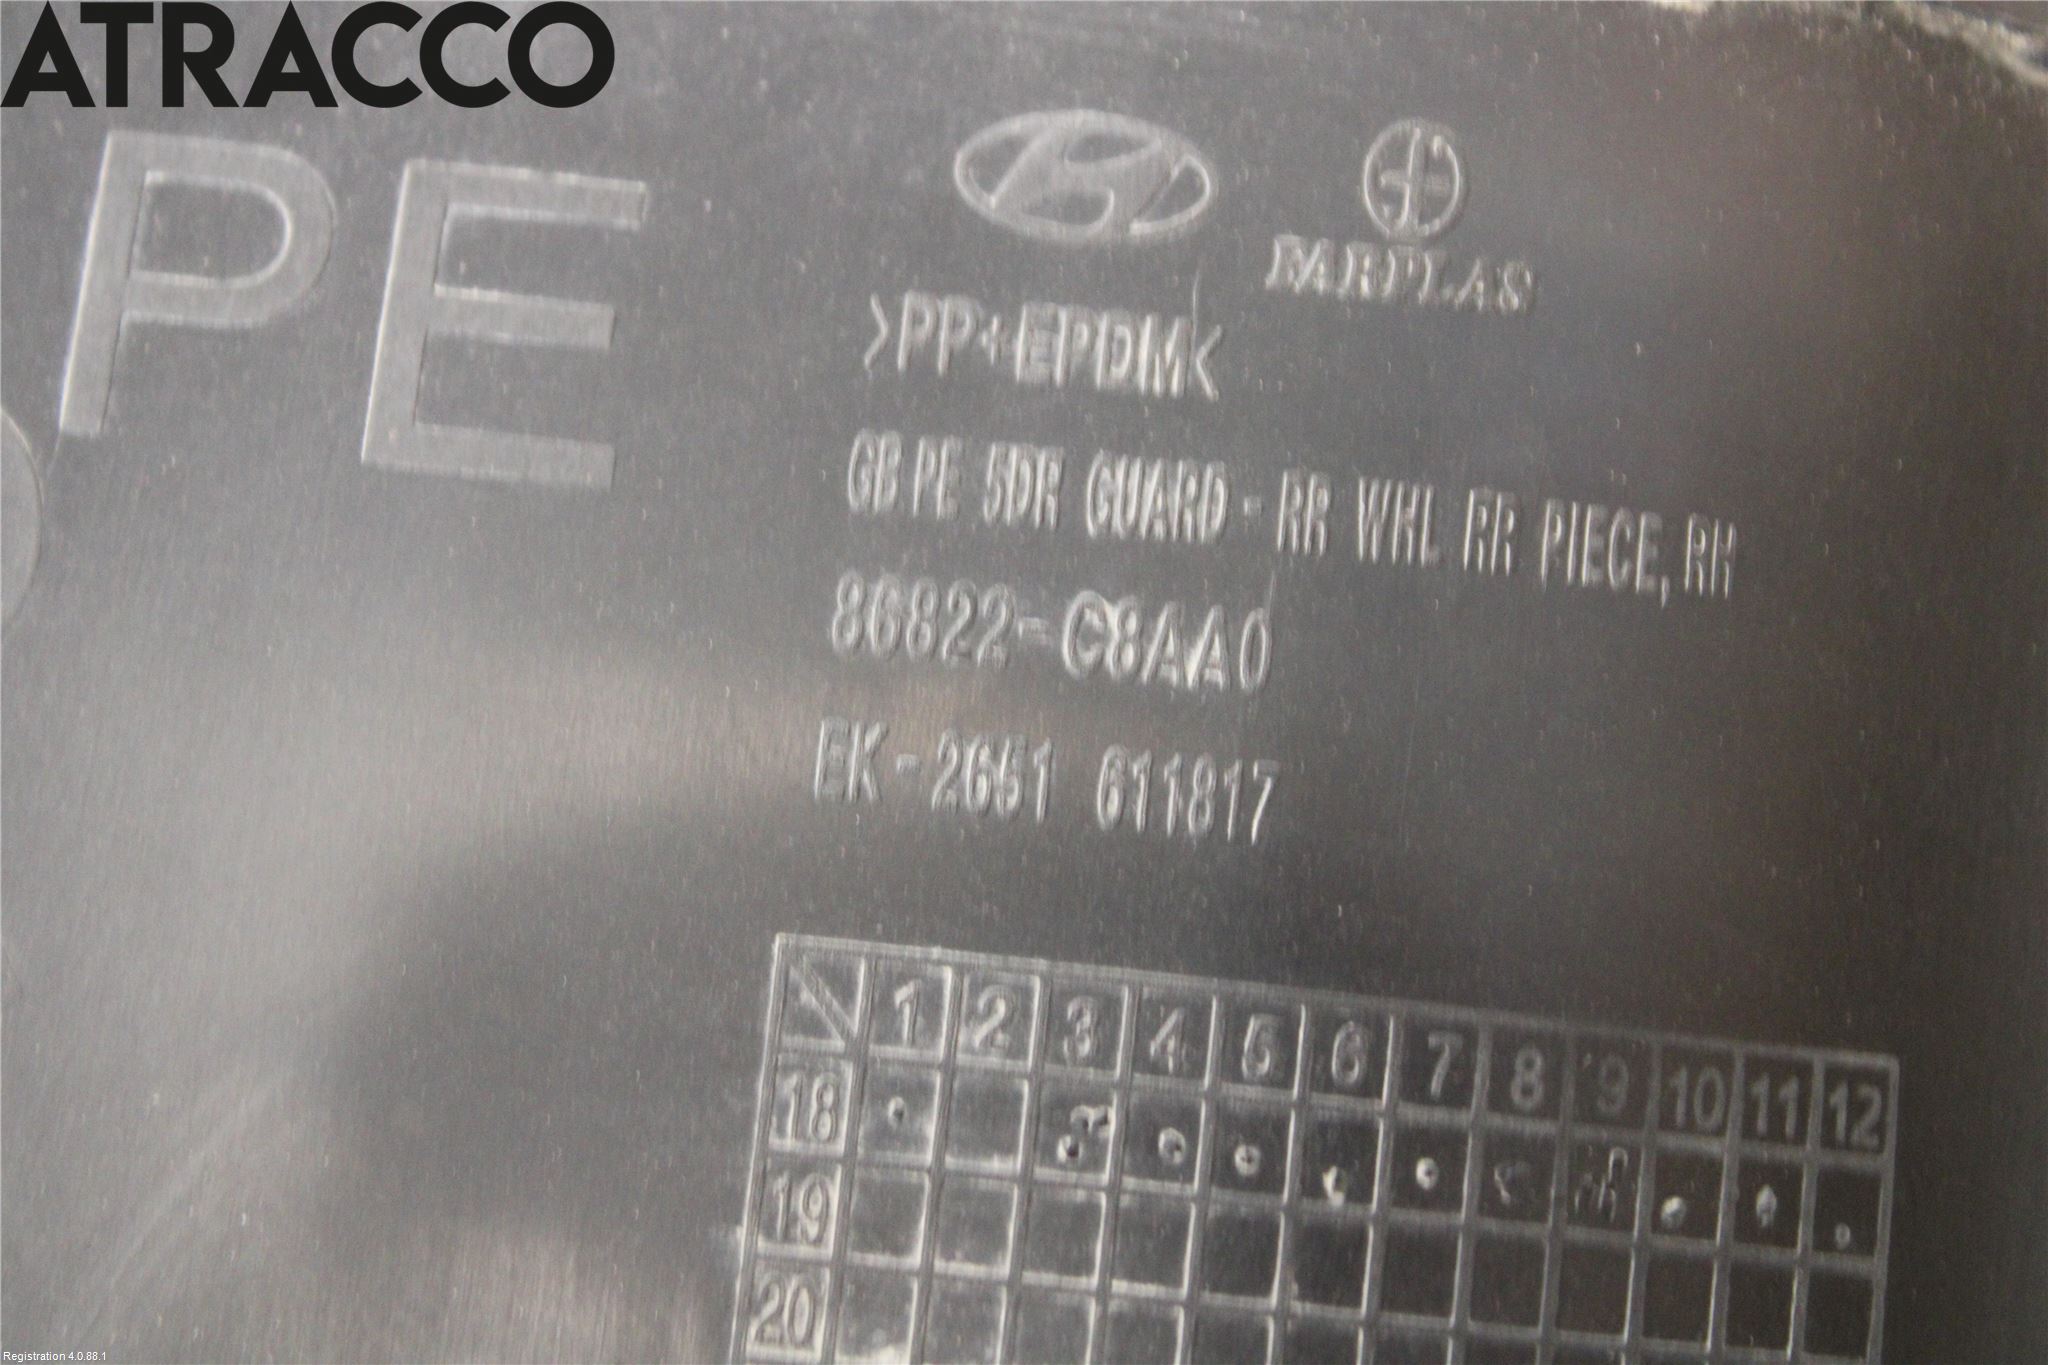 ATRACCO
PE
FARPLAS
>PP+EPDM<
GB PE 5DR GUARD - RR WHL RR PIECE, RH
86822-C8AA0
EK-2651 611817
1 2 3 4 5 6 7 8 9 10 11 12
18
19
20
Registration 4.0.88.1